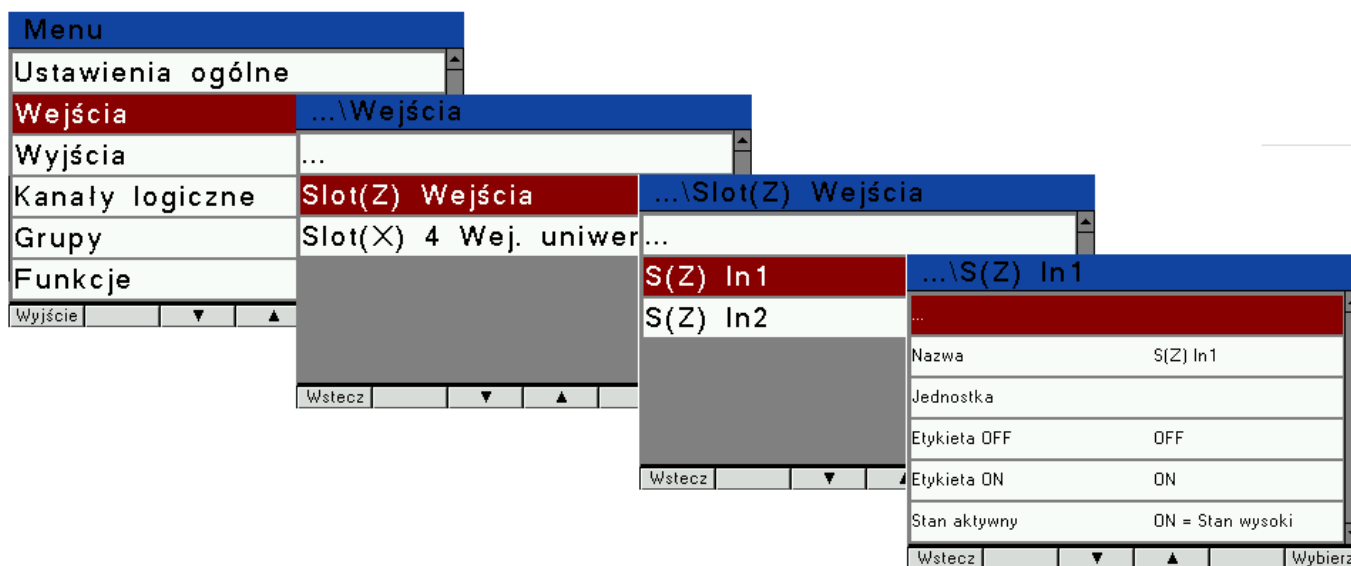 Menu
Ustawienia ogólne
Wejścia
Wyjścia
Kanały logiczne
Grupy
Funkcje
Wyjście ▼ ▲
...\Wejścia
...
Slot(Z) Wejścia
Slot(X) 4 Wej. uniwer
Wstecz ▼ ▲
...\Slot(Z) Wejścia
...
S(Z) In1
S(Z) In2
Wstecz ▼
...\S(Z) In1
...
Nazwa S(Z) In1
Jednostka
Etykieta OFF OFF
Etykieta ON ON
Stan aktywny ON = Stan wysoki
Wstecz ▼ ▲ Wybierz